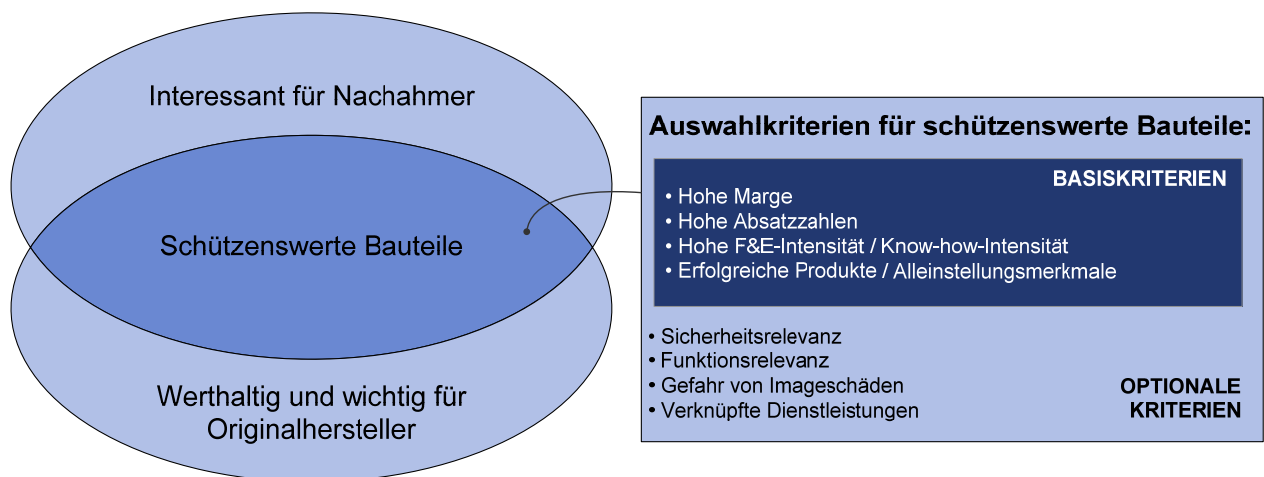 Interessant für Nachahmer
Schützenswerte Bauteile
Werthaltig und wichtig für
Originalhersteller
Auswahlkriterien für schützenswerte Bauteile:
BASISKRITERIEN
• Hohe Marge
• Hohe Absatzzahlen
• Hohe F&E-Intensität / Know-how-Intensität
• Erfolgreiche Produkte / Alleinstellungsmerkmale
• Sicherheitsrelevanz
• Funktionsrelevanz
• Gefahr von Imageschäden
• Verknüpfte Dienstleistungen
OPTIONALE
KRITERIEN